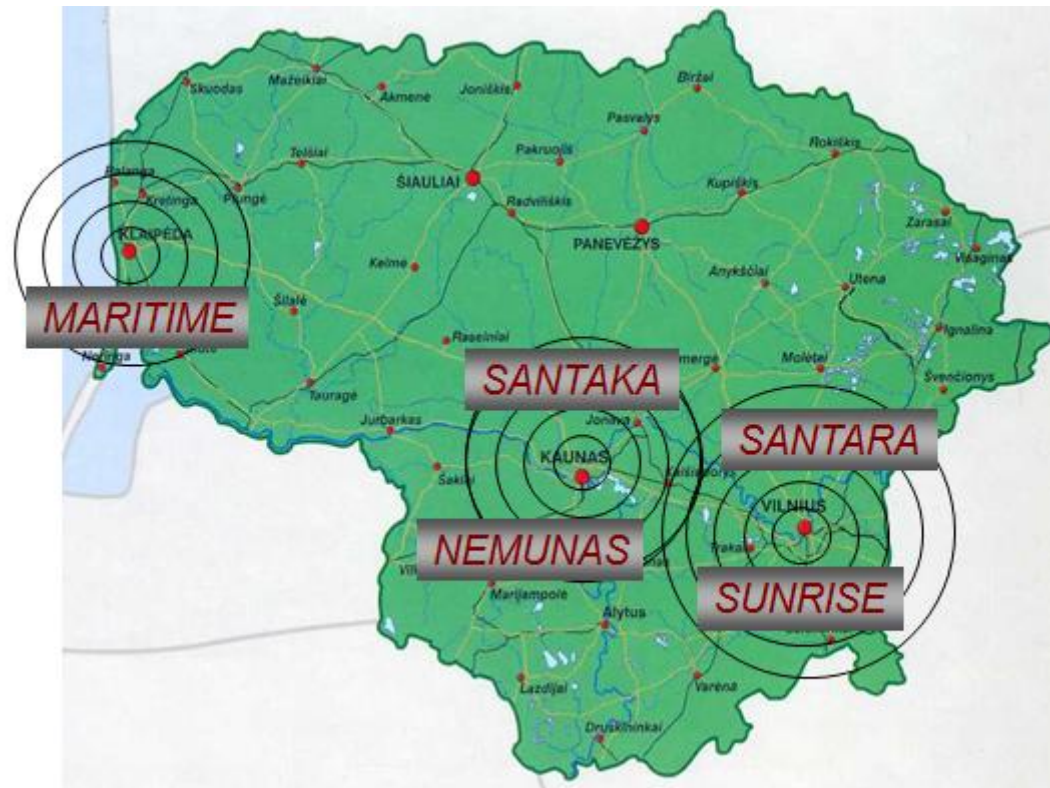 Skuodas
Mažeikiai
Akmenė
Joniškis
Biržai
Pasvalys
Rokiškis
Pakruojis
Telšiai
Palanga
Kretinga
Plungė
ŠIAULIAI
Radviliškis
Kupiškis
Zarasai
KLAIPĖDA
PANEVĖŽYS
Visaginas
Kelmė
Anykščiai
Utena
Šilalė
MARITIME
Ignalina
Raseiniai
Neringa
Molėtai
SANTAKA
Tauragė
Švenčionys
Jurbarkas
Jonava
SANTARA
KAUNAS
Šakiai
VILNIUS
NEMUNAS
Trakai
Marijampolė
SUNRISE
Alytus
Lazdijai
Varėna
Druskininkai